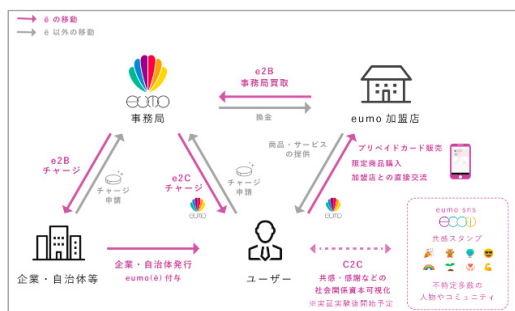 ëの移動
ë以外の移動
eumo
事務局
e2B
事務局買取
換金
eumo 加盟店
e2B
チャージ
チャージ
申請
e2C
チャージ
チャージ
申請
商品・サービス
の提供
プリペイドカード販売
限定商品購入
加盟店との直接交流
eumo
eumo
企業・自治体等
企業・自治体発行
eumo(ë)付与
ユーザー
C2C
共感・感謝などの
社会関係資本可視化
※実証実験後開始予定
eumo sns
共感スタンプ
不特定多数の
人物やコミュニティ